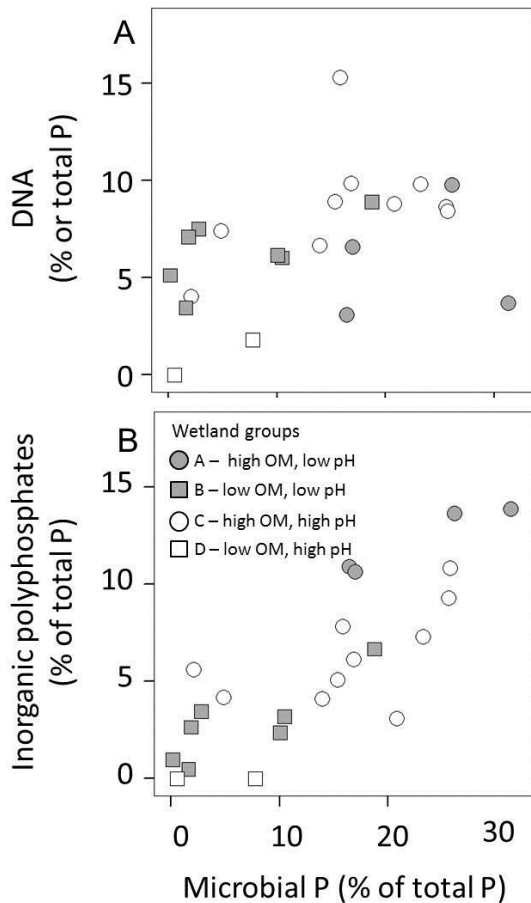 A
15
10
5
0
DNA
(% or total P)
B
Wetland groups
A – high OM, low pH
B – low OM, low pH
C – high OM, high pH
D – low OM, high pH
15
10
5
0
Inorganic polyphosphates
(% of total P)
0 10 20 30
Microbial P (% of total P)